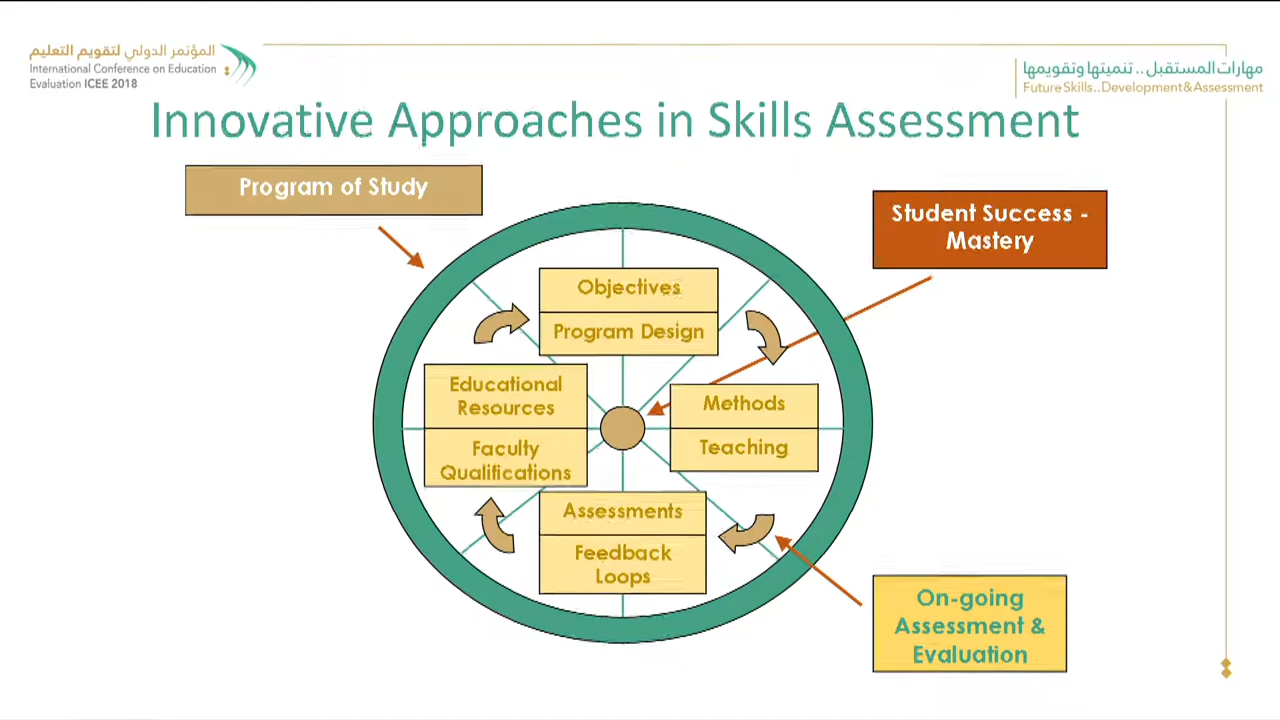 المؤتمر الدولي لتقويم التعليم
International Conference on Education
Evaluation ICEE 2018
مهارات المستقبل .. تنميتها وتقويمها
Future Skills..Development&Assessment
Innovative Approaches in Skills Assessment
Program of Study
Student Success -
Mastery
Objectives
Program Design
Educational
Resources
Faculty
Qualifications
Methods
Teaching
Assessments
Feedback
Loops
On-going
Assessment &
Evaluation